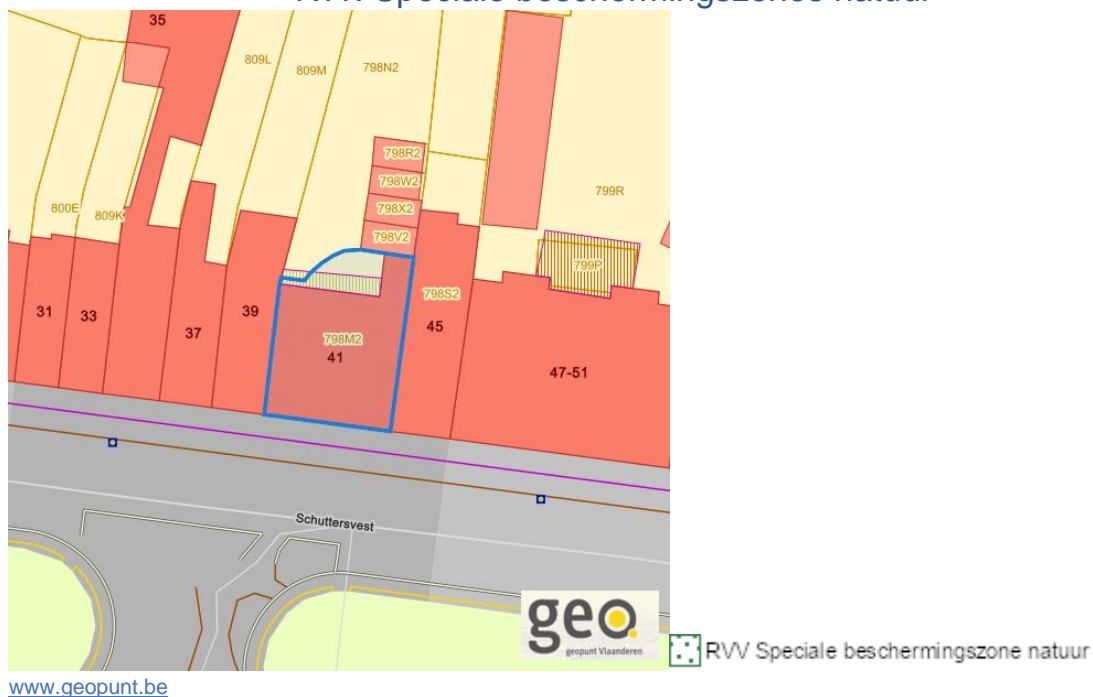 RVV Speciale beschermingszones natuur
35
809L
809M
798N2
798R2
798W2
798X2
798V2
799R
800E
809K
799P
798S2
31
33
37
39
798M2
41
45
47-51
Schuttersvest
geo
geopunt Vlaanderen
RVV Speciale beschermingszone natuur
www.geopunt.be